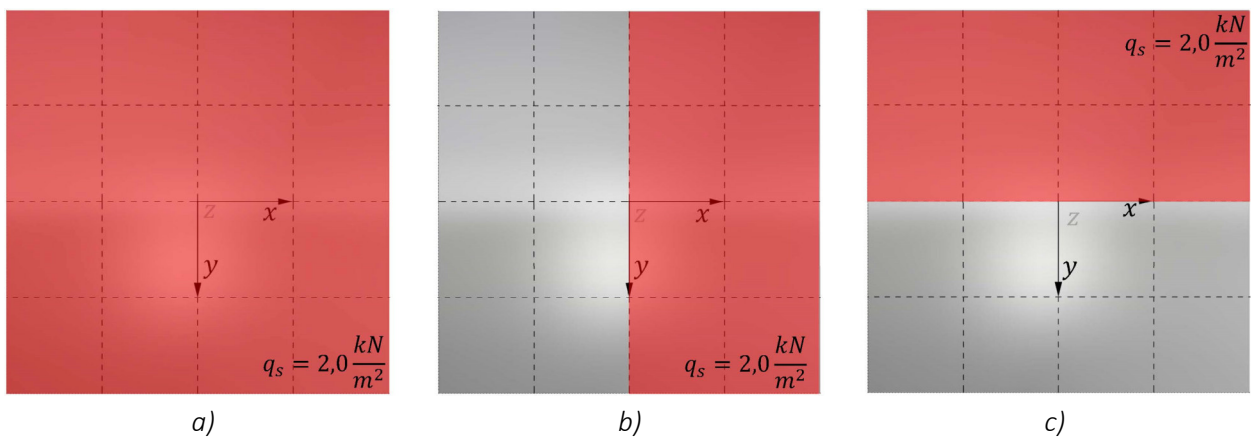 z x
y
q_s = 2,0 kN/m²
a)
z x
y
q_s = 2,0 kN/m²
b)
q_s = 2,0 kN/m²
z x
y
c)